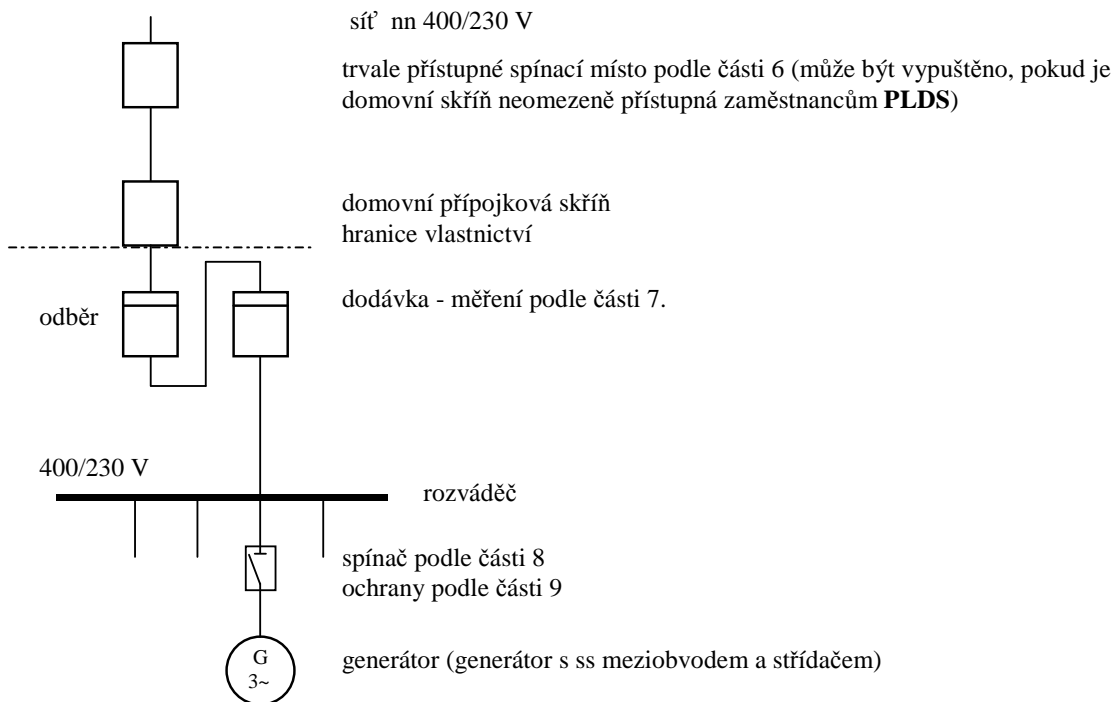 síť nn 400/230 V
trvale přístupné spínací místo podle části 6 (může být vypuštěno, pokud je
domovní skříň neomezeně přístupná zaměstnancům PLDS)
domovní přípojková skříň
hranice vlastnictví
dodávka - měření podle části 7.
odběr
400/230 V
rozváděč
spínač podle části 8
ochrany podle části 9
G
3~
generátor (generátor s ss meziobvodem a střídačem)